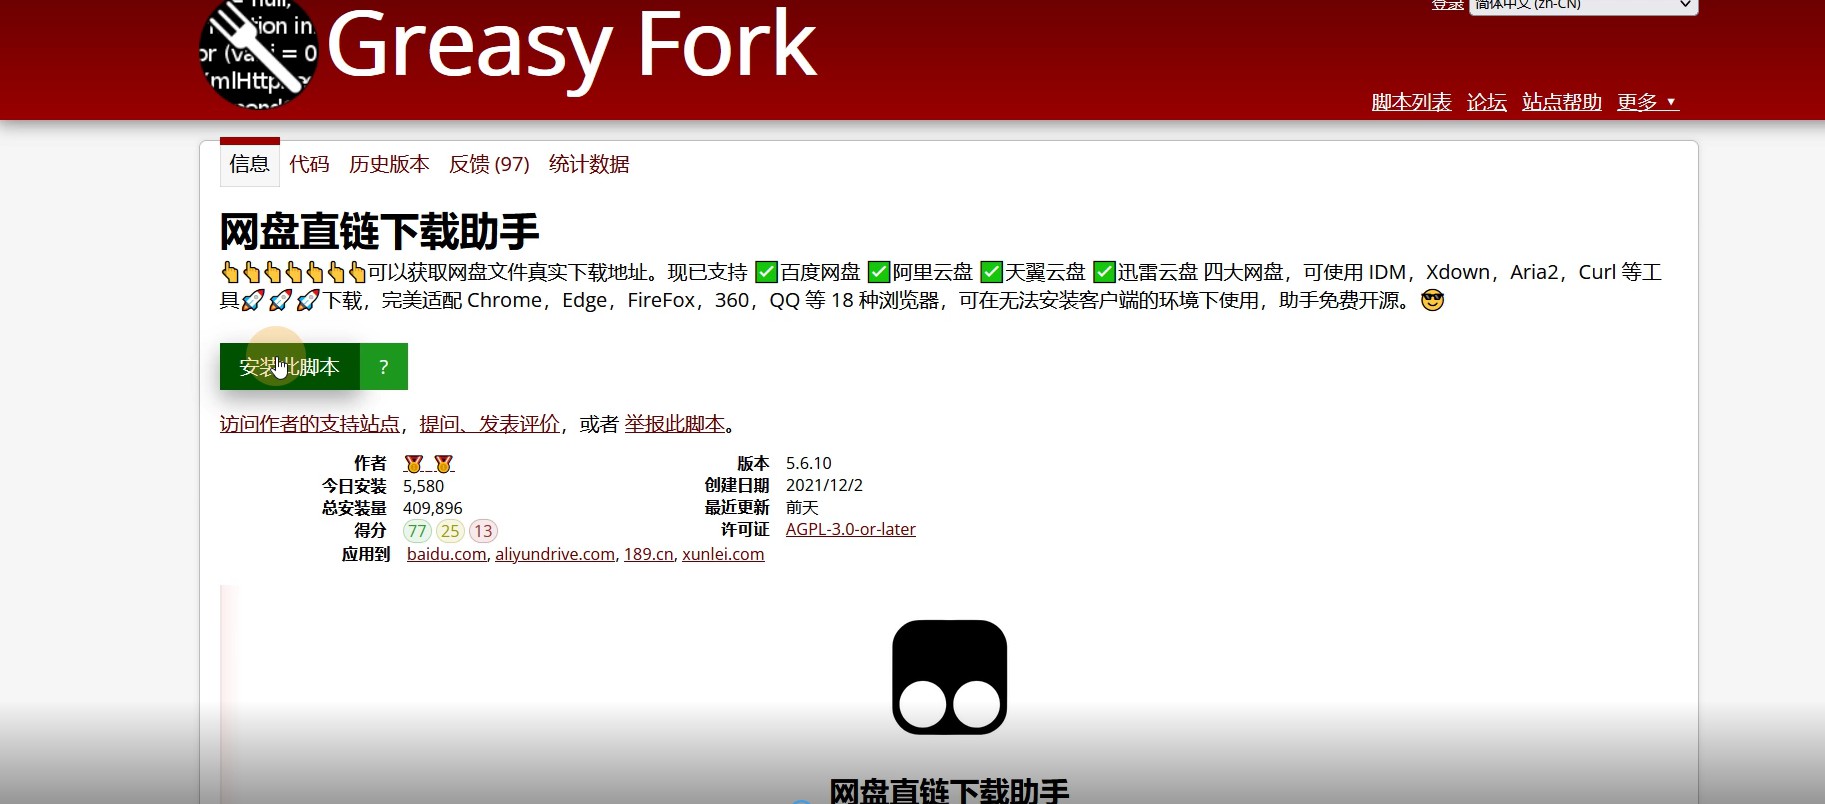 登录 简体中文 (zh-CN)
Greasy Fork
脚本列表 论坛 站点帮助 更多 ▼
信息 代码 历史版本 反馈 (97) 统计数据
网盘直链下载助手
👆👆👆👆👆👆👆可以获取网盘文件真实下载地址。现已支持 ✅百度网盘 ✅阿里云盘 ✅天翼云盘 ✅迅雷云盘 四大网盘，可使用 IDM，Xdown，Aria2，Curl 等工
具🚀🚀🚀下载，完美适配 Chrome，Edge，FireFox，360，QQ 等 18 种浏览器，可在无法安装客户端的环境下使用，助手免费开源。😎
安装此脚本 ?
访问作者的支持站点，提问、发表评价，或者 举报此脚本。
作者 🏅_🏅
今日安装 5,580
总安装量 409,896
得分 77 25 13
应用到 baidu.com, aliyundrive.com, 189.cn, xunlei.com
版本 5.6.10
创建日期 2021/12/2
最近更新 前天
许可证 AGPL-3.0-or-later
网盘直链下载助手